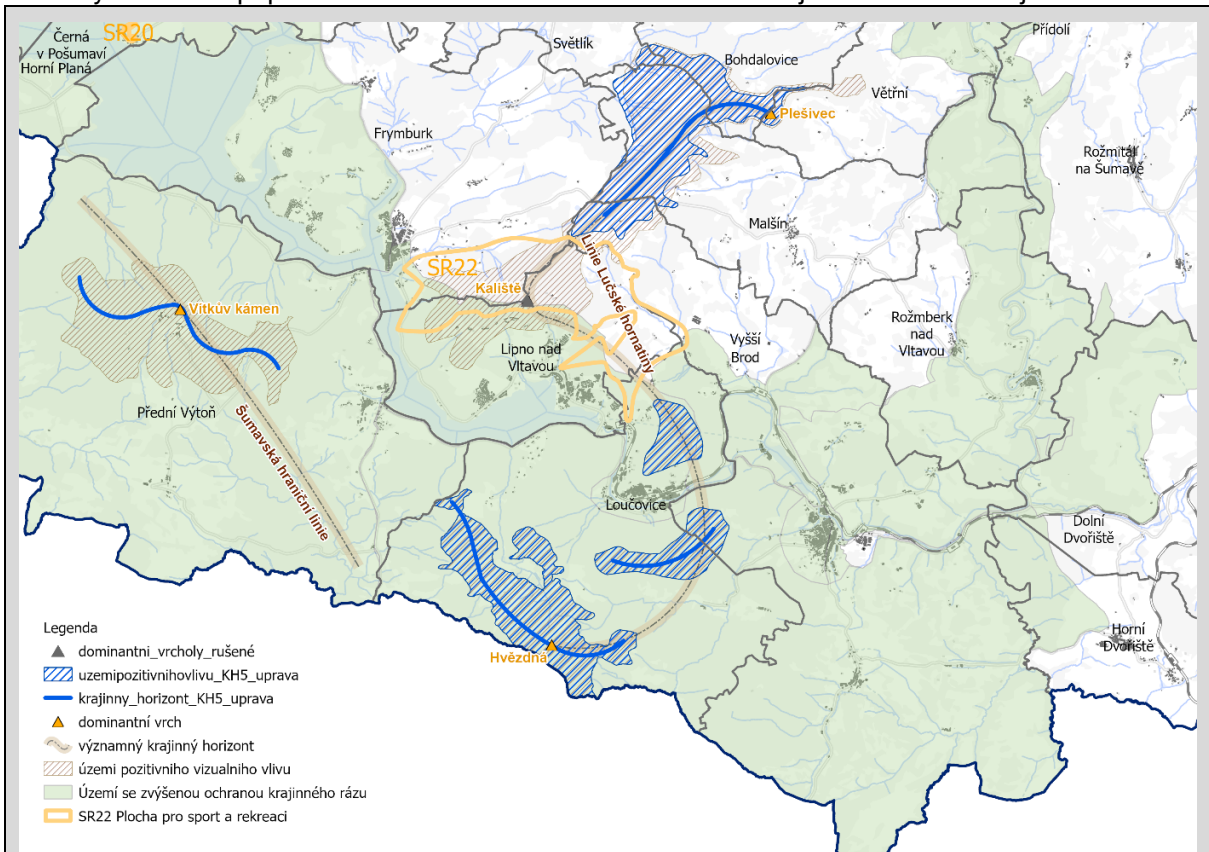 Černá
v Pošumaví
Horní Planá
SR20
Světlík
Bohdalovice
Přídolí
Větřní
Plešivec
Frymburk
Rožmitál
na Šumavě
Malšín
SR22
Kaliště
Linie Lučské hornatiny
Vítkův kámen
Rožmberk
nad
Vltavou
Vyšší
Brod
Lipno nad
Vltavou
Přední Výtoň
Šumavská hraniční linie
Loučovice
Dolní
Dvořiště
Horní
Dvořiště
Hvězdná
Legenda
dominantni_vrcholy_rušené
uzemipozitivnihovlivu_KH5_uprava
krajinny_horizont_KH5_uprava
dominantní vrch
významný krajinný horizont
území pozitivního vizualního vlivu
Území se zvýšenou ochranou krajinného rázu
SR22 Plocha pro sport a rekreaci